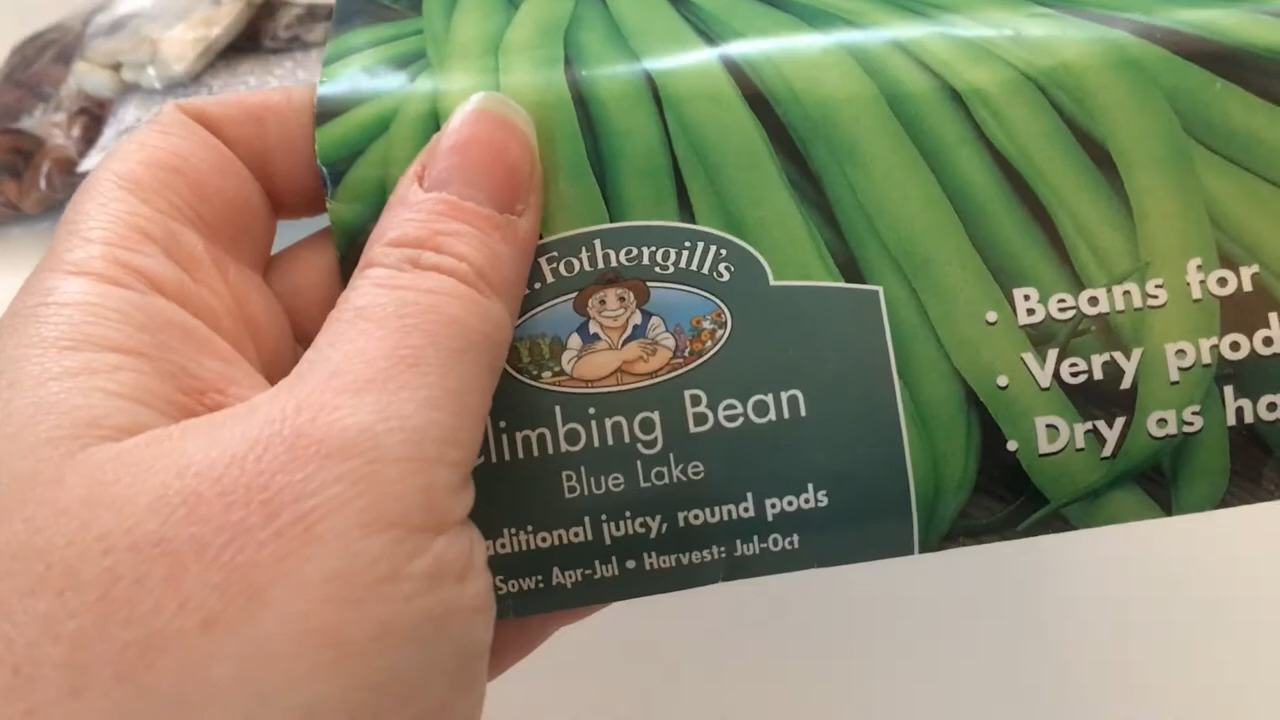 .Fothergill's
limbing Bean
Blue Lake
aditional juicy, round pods
Sow: Apr-Jul • Harvest: Jul-Oct
• Beans for
• Very prod
• Dry as ha